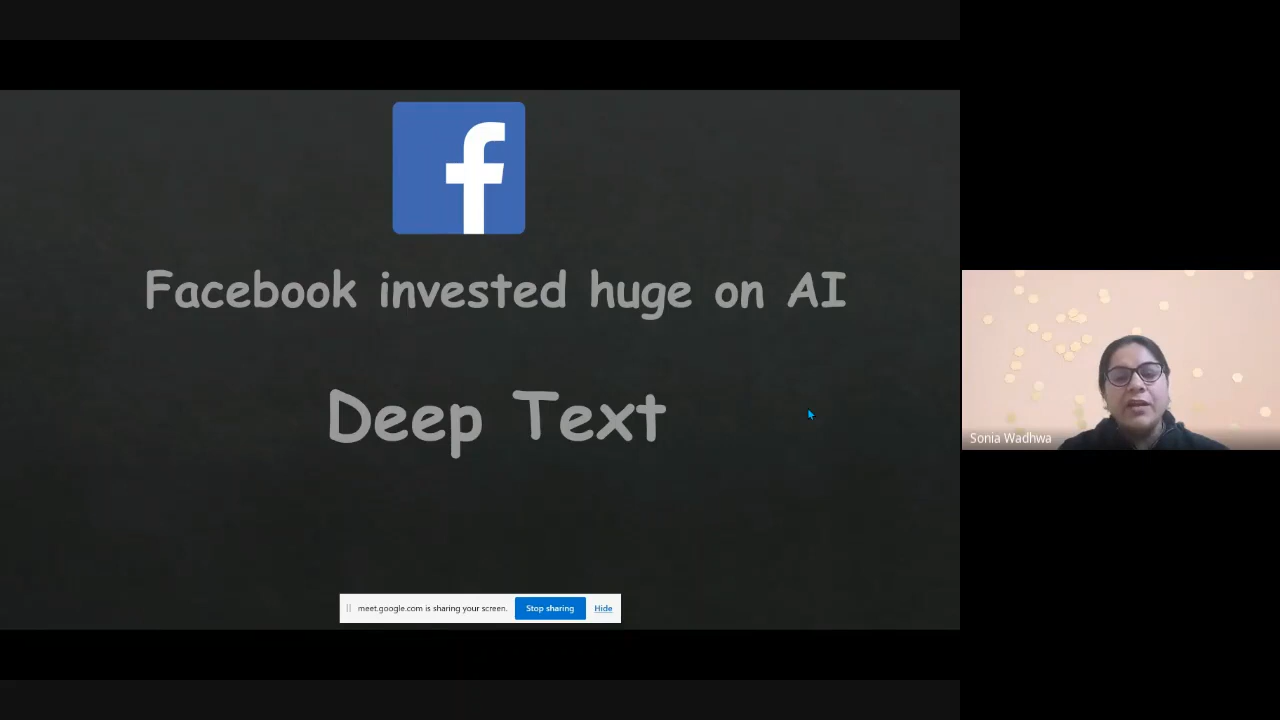 f
Facebook invested huge on AI
Deep Text
meet.google.com is sharing your screen. Stop sharing Hide
Sonia Wadhwa